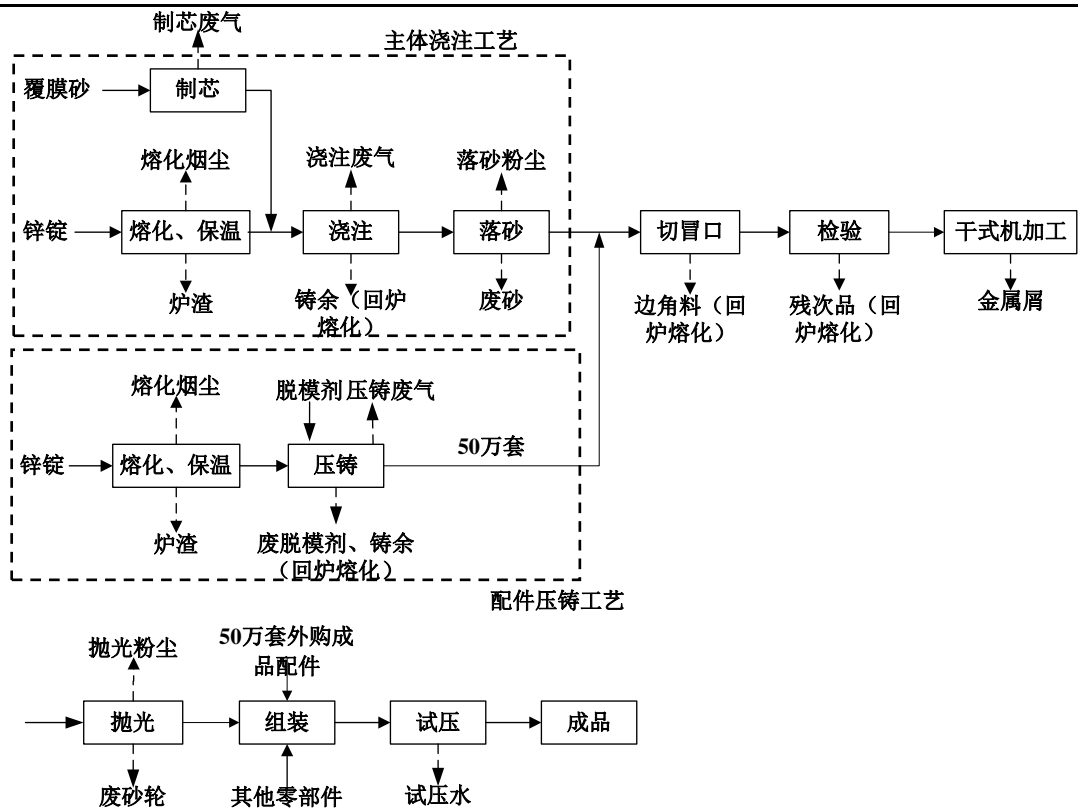 制芯废气
主体浇注工艺
覆膜砂
制芯
熔化烟尘
浇注废气
落砂粉尘
锌锭
熔化、保温
浇注
落砂
切冒口
检验
干式机加工
炉渣
铸余（回炉
熔化）
废砂
边角料（回
炉熔化）
残次品（回
炉熔化）
金属屑
熔化烟尘
脱模剂
压铸废气
锌锭
熔化、保温
压铸
50万套
炉渣
废脱模剂、铸余
（回炉熔化）
配件压铸工艺
抛光粉尘
50万套外购成
品配件
抛光
组装
试压
成品
废砂轮
其他零部件
试压水